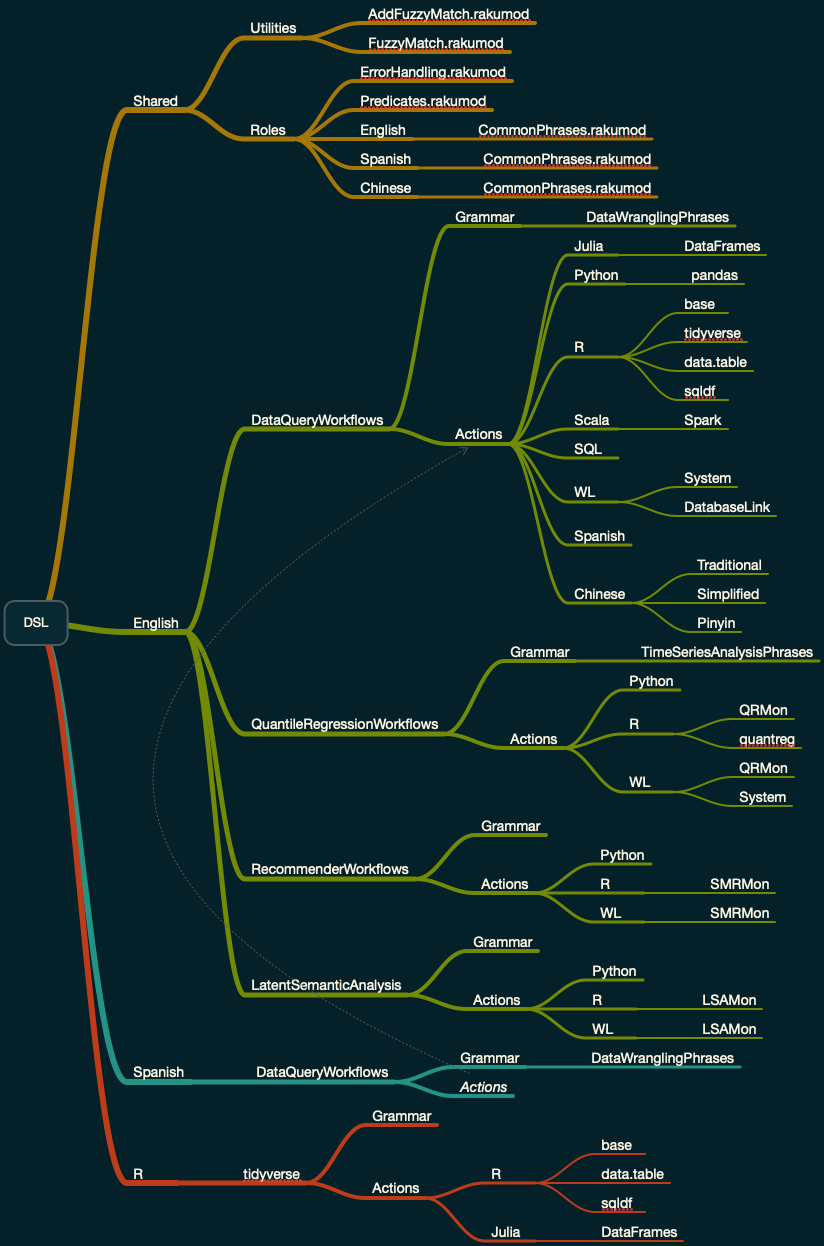 AddFuzzyMatch.rakumod
Utilities
FuzzyMatch.rakumod
ErrorHandling.rakumod
Shared
Predicates.rakumod
Roles
English CommonPhrases.rakumod
Spanish CommonPhrases.rakumod
Chinese CommonPhrases.rakumod
Grammar DataWranglingPhrases
Julia DataFrames
Python pandas
base
tidyverse
R
data.table
sqldf
DataQueryWorkflows
Scala Spark
Actions
SQL
System
WL
DatabaseLink
Spanish
Traditional
Chinese Simplified
Pinyin
DSL
English
Grammar TimeSeriesAnalysisPhrases
Python
QRMon
QuantileRegressionWorkflows
R
Actions quantreg
QRMon
WL
System
Grammar
Python
RecommenderWorkflows
Actions R SMRMon
WL SMRMon
Grammar
Python
LatentSemanticAnalysis
Actions R LSAMon
WL LSAMon
Grammar DataWranglingPhrases
Spanish DataQueryWorkflows
Actions
Grammar
base
R tidyverse R data.table
Actions
sqldf
Julia DataFrames